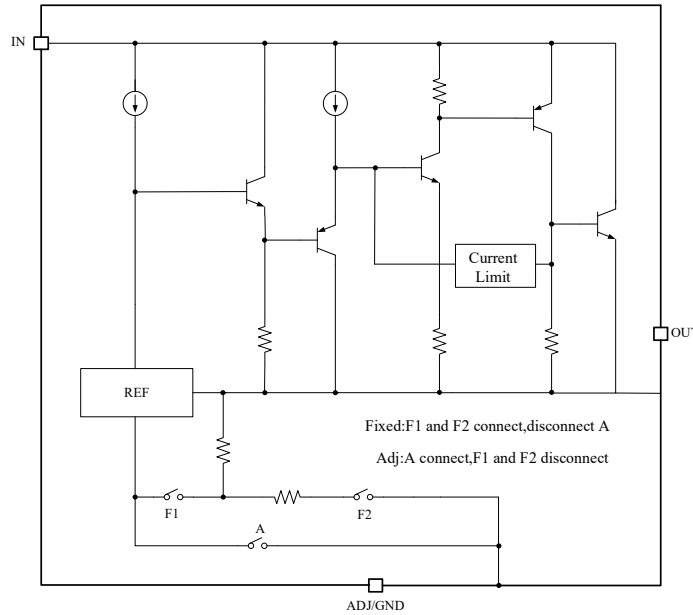 IN
Current
Limit
OUT
REF
Fixed:F1 and F2 connect,disconnect A
Adj:A connect,F1 and F2 disconnect
F1
F2
A
ADJ/GND